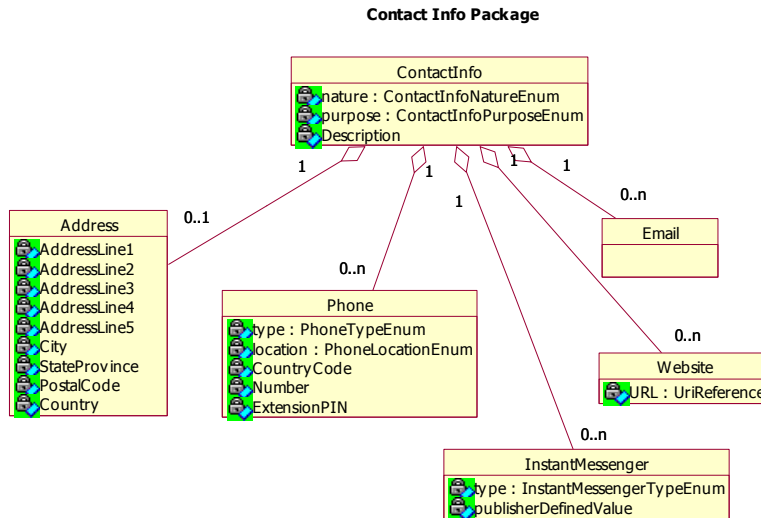 Contact Info Package
ContactInfo
nature : ContactInfoNatureEnum
purpose : ContactInfoPurposeEnum
Description
1
1
1
1
1
0..1
0..n
0..n
0..n
0..n
Address
AddressLine1
AddressLine2
AddressLine3
AddressLine4
AddressLine5
City
StateProvince
PostalCode
Country
Phone
type : PhoneTypeEnum
location : PhoneLocationEnum
CountryCode
Number
ExtensionPIN
Email
Website
URL : UriReference
InstantMessenger
type : InstantMessengerTypeEnum
publisherDefinedValue